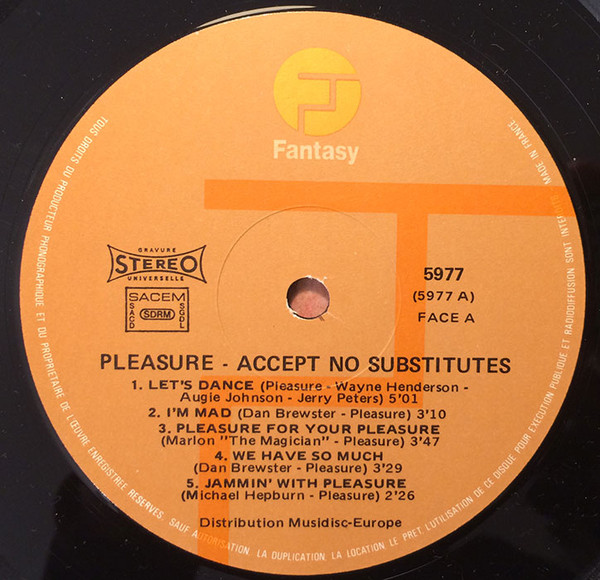 Fantasy
GRAVURE
STEREO
UNIVERSELLE
SACEM
SACD
SDRM
SGDL
5977
(5977 A)
FACE A
PLEASURE - ACCEPT NO SUBSTITUTES
1. LET'S DANCE (Pleasure - Wayne Henderson -
Augie Johnson - Jerry Peters) 5'01
2. I'M MAD (Dan Brewster - Pleasure) 3'10
3. PLEASURE FOR YOUR PLEASURE
(Marlon "The Magician" - Pleasure) 3'47
4. WE HAVE SO MUCH
(Dan Brewster - Pleasure) 3'29
5. JAMMIN' WITH PLEASURE
(Michael Hepburn - Pleasure) 2'26
Distribution Musidisc-Europe
TOUS DROITS DU PRODUCTEUR PHONOGRAPHIQUE ET DU PROPRIETAIRE DE L'ŒUVRE ENREGISTREE RESERVES. SAUF AUTORISATION, LA DUPLICATION, LA LOCATION, LE PRET, L'UTILISATION DE CE DISQUE POUR EXECUTION PUBLIQUE ET RADIODIFFUSION SONT INTERDITS
MADE IN FRANCE